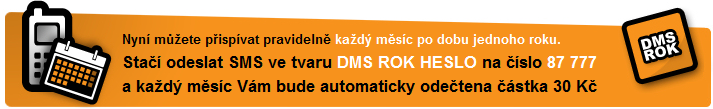 Nyní můžete přispívat pravidelně každý měsíc po dobu jednoho roku.
Stačí odeslat SMS ve tvaru DMS ROK HESLO na číslo 87 777
a každý měsíc Vám bude automaticky odečtena částka 30 Kč
DMS
ROK